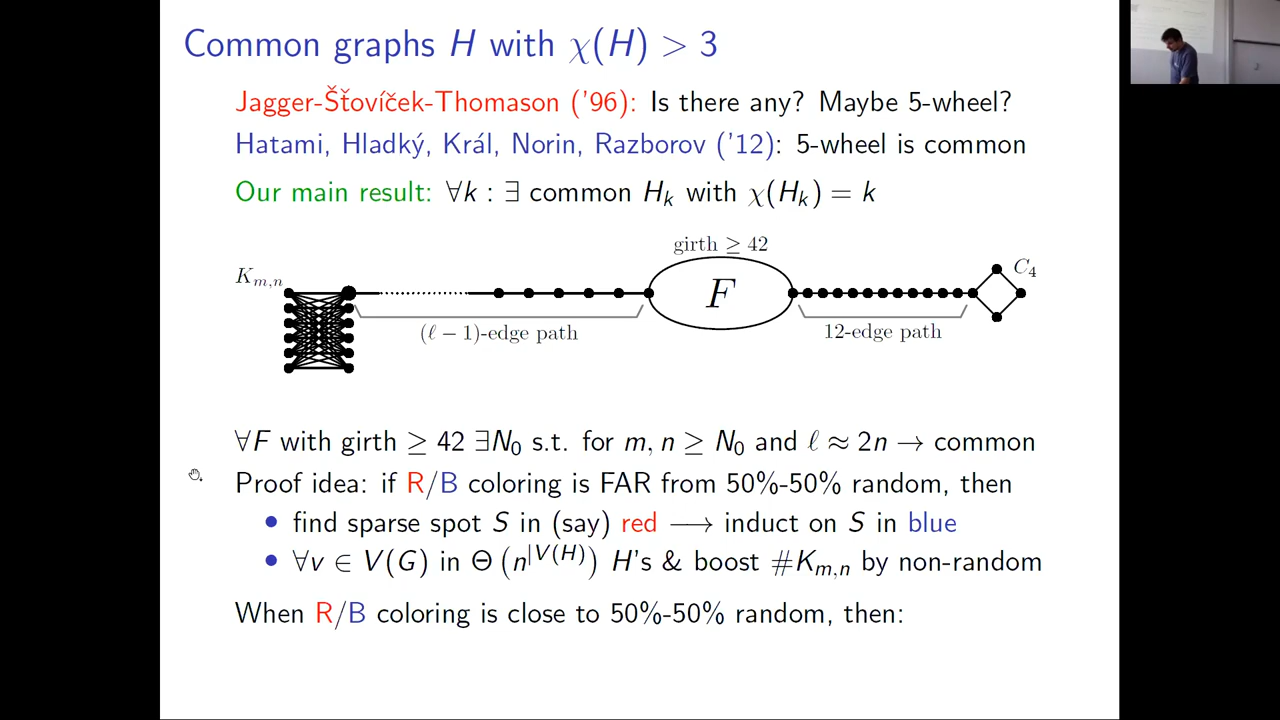 Common graphs H with χ(H) > 3
Jagger-Šťovíček-Thomason ('96): Is there any? Maybe 5-wheel?
Hatami, Hladký, Král, Norin, Razborov ('12): 5-wheel is common
Our main result: ∀k : ∃ common H_k with χ(H_k) = k
girth ≥ 42
K_{m,n}
F
C_4
(ℓ − 1)-edge path
12-edge path
∀F with girth ≥ 42 ∃N_0 s.t. for m, n ≥ N_0 and ℓ ≈ 2n → common
Proof idea: if R/B coloring is FAR from 50%-50% random, then
• find sparse spot S in (say) red ⟶ induct on S in blue
• ∀v ∈ V(G) in Θ(n^{|V(H)}) H's & boost #K_{m,n} by non-random
When R/B coloring is close to 50%-50% random, then: